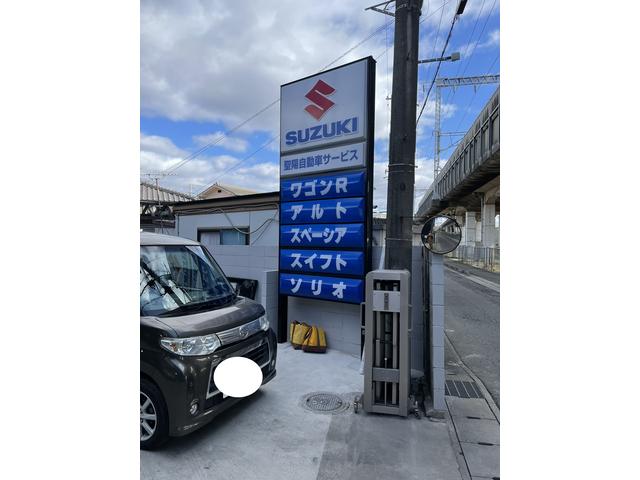 SUZUKI
聖陽自動車サービス
ワゴンR
アルト
スペーシア
スイフト
ソリオ